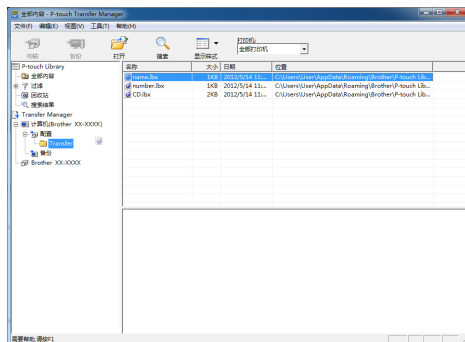 全部内容 - P-touch Transfer Manager
文件(F) 编辑(E) 视图(V) 工具(T) 帮助(H)
传输 备份 打开 搜索 显示样式 打印机: 全部打印机
P-touch Library
全部内容
过滤
回收站
搜索结果
Transfer Manager
计算机(Brother XX-XXXX)
配置
Transfer
备份
Brother XX-XXXX
名称 大小 日期 位置
name.lbx 1KB 2012/5/14 11:... C:\Users\User\AppData\Roaming\Brother\P-touch Lib...
number.lbx 1KB 2012/5/14 11:... C:\Users\User\AppData\Roaming\Brother\P-touch Lib...
CD.lbx 2KB 2012/5/14 11:... C:\Users\User\AppData\Roaming\Brother\P-touch Lib...
需要帮助,请按F1